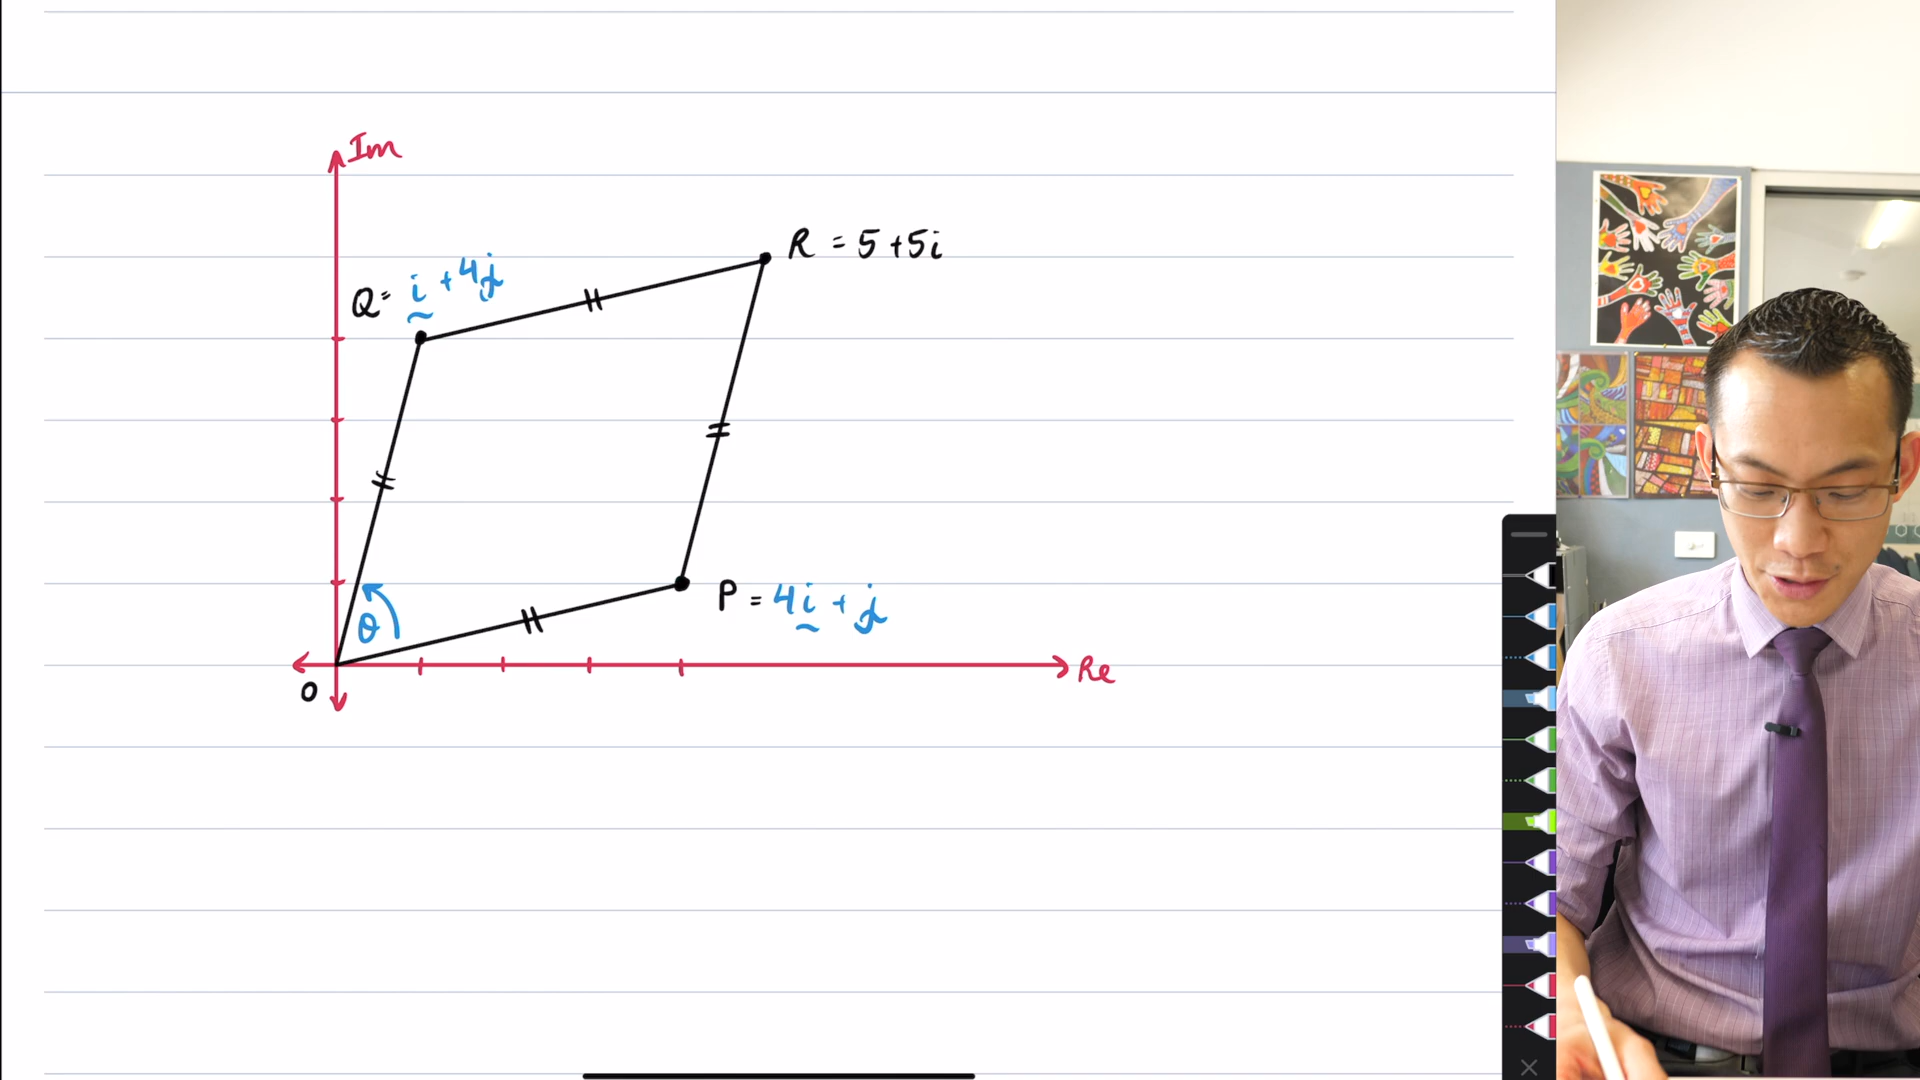 Im
R = 5 + 5i
Q = i + 4j
P = 4i + j
θ
Re
O